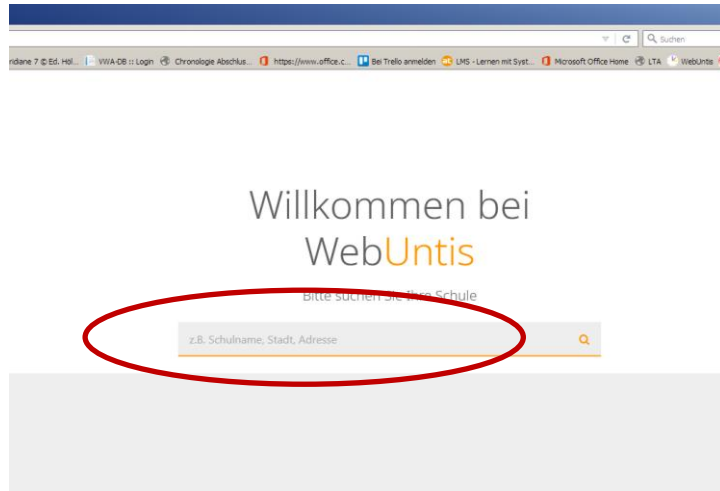 Suchen
ridiane 7 © Ed. Höl... VWA-DB :: Login Chronologie Abschlus... https://www.office.c... Bei Trello anmelden LMS - Lernen mit Syst... Microsoft Office Home LTA WebUntis
Willkommen bei
WebUntis
Bitte suchen Sie Ihre Schule
z.B. Schulname, Stadt, Adresse